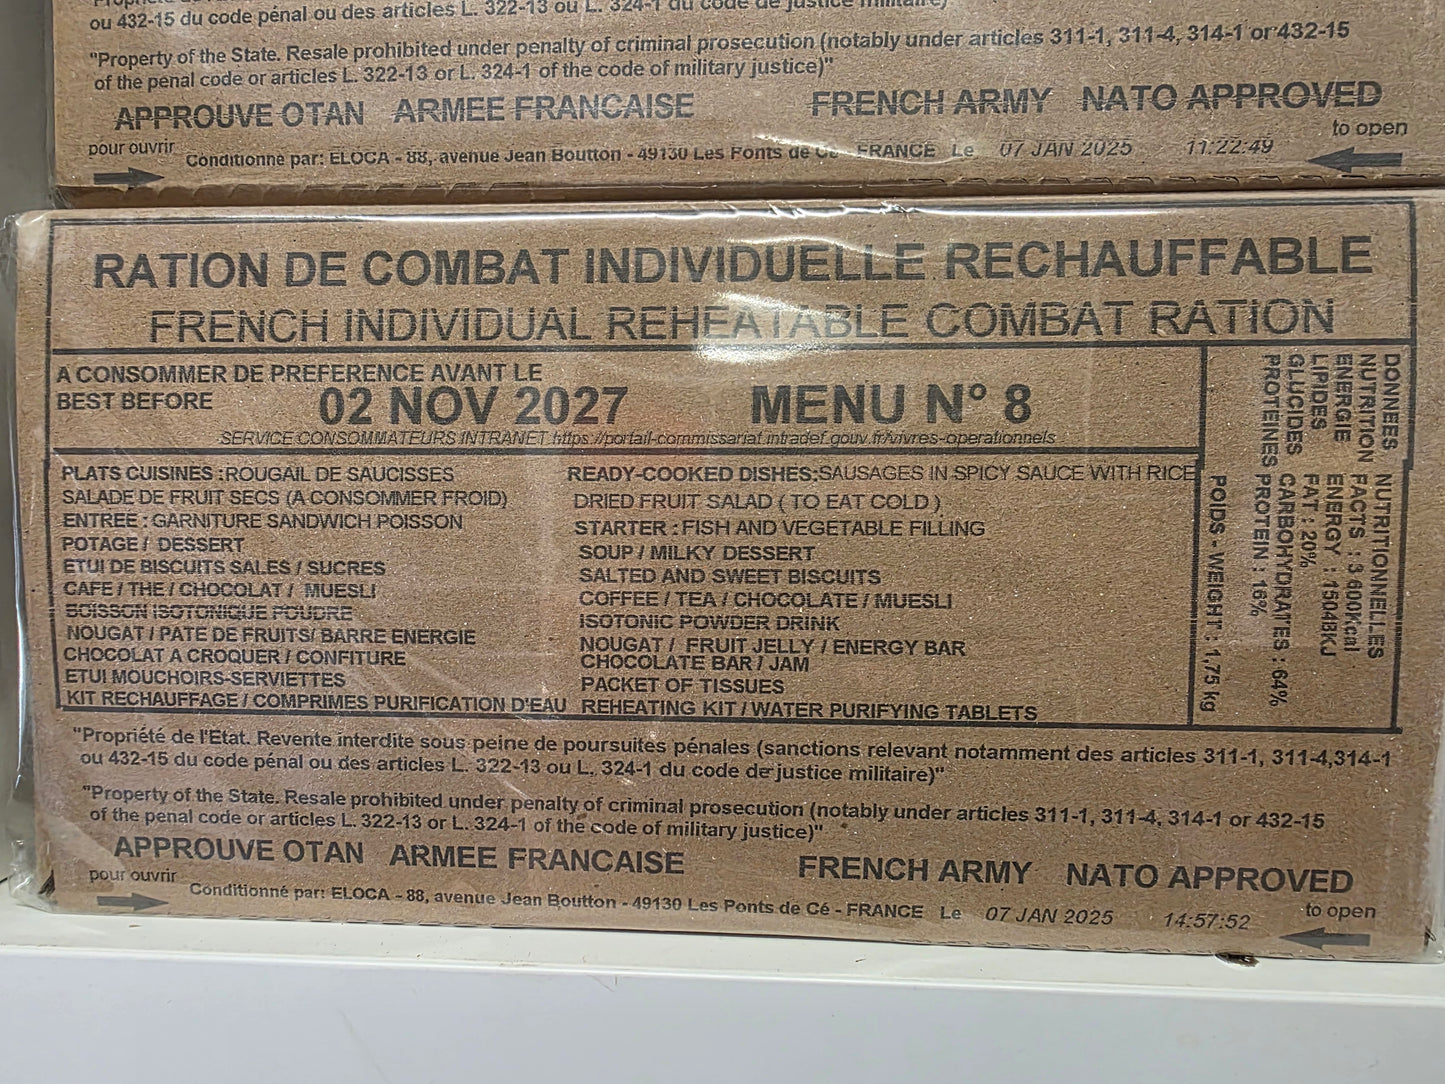 ou 432-15 du code pénal ou des articles L. 322-13 ou L. 324-1 du code de justice militaire)
"Property of the State. Resale prohibited under penalty of criminal prosecution (notably under articles 311-1, 311-4, 314-1 or 432-15
of the penal code or articles L. 322-13 or L. 324-1 of the code of military justice)"
APPROUVE OTAN ARMEE FRANCAISE FRENCH ARMY NATO APPROVED
pour ouvrir to open
Conditionné par: ELOCA - 88, avenue Jean Boutton - 49130 Les Ponts de Cé FRANCE Le 07 JAN 2025 11:22:49
RATION DE COMBAT INDIVIDUELLE RECHAUFFABLE
FRENCH INDIVIDUAL REHEATABLE COMBAT RATION
A CONSOMMER DE PREFERENCE AVANT LE
BEST BEFORE
02 NOV 2027 MENU N° 8
SERVICE CONSOMMATEURS INTRANET https://portail-commissariat.intradef.gouv.fr/vivres-operationnels
PLATS CUISINES :ROUGAIL DE SAUCISSES
SALADE DE FRUIT SECS (A CONSOMMER FROID)
ENTREE : GARNITURE SANDWICH POISSON
POTAGE / DESSERT
ETUI DE BISCUITS SALES / SUCRES
CAFE / THE / CHOCOLAT / MUESLI
BOISSON ISOTONIQUE POUDRE
NOUGAT / PATE DE FRUITS/ BARRE ENERGIE
CHOCOLAT A CROQUER / CONFITURE
ETUI MOUCHOIRS-SERVIETTES
KIT RECHAUFFAGE / COMPRIMES PURIFICATION D'EAU
READY-COOKED DISHES:SAUSAGES IN SPICY SAUCE WITH RICE
DRIED FRUIT SALAD ( TO EAT COLD )
STARTER : FISH AND VEGETABLE FILLING
SOUP / MILKY DESSERT
SALTED AND SWEET BISCUITS
COFFEE / TEA / CHOCOLATE / MUESLI
ISOTONIC POWDER DRINK
NOUGAT / FRUIT JELLY / ENERGY BAR
CHOCOLATE BAR / JAM
PACKET OF TISSUES
REHEATING KIT / WATER PURIFYING TABLETS
DONNEES NUTRITIONNELLES
NUTRITION FACTS : 3 600Kcal
ENERGIE ENERGY : 15048KJ
LIPIDES FAT : 20%
GLUCIDES CARBOHYDRATES : 64%
PROTEINES PROTEIN : 16%
POIDS - WEIGHT : 1,75 kg
"Propriété de l'Etat. Revente interdite sous peine de poursuites pénales (sanctions relevant notamment des articles 311-1, 311-4,314-1
ou 432-15 du code pénal ou des articles L. 322-13 ou L. 324-1 du code de justice militaire)"
"Property of the State. Resale prohibited under penalty of criminal prosecution (notably under articles 311-1, 311-4, 314-1 or 432-15
of the penal code or articles L. 322-13 or L. 324-1 of the code of military justice)"
APPROUVE OTAN ARMEE FRANCAISE FRENCH ARMY NATO APPROVED
pour ouvrir to open
Conditionné par: ELOCA - 88, avenue Jean Boutton - 49130 Les Ponts de Cé - FRANCE Le 07 JAN 2025 14:57:52